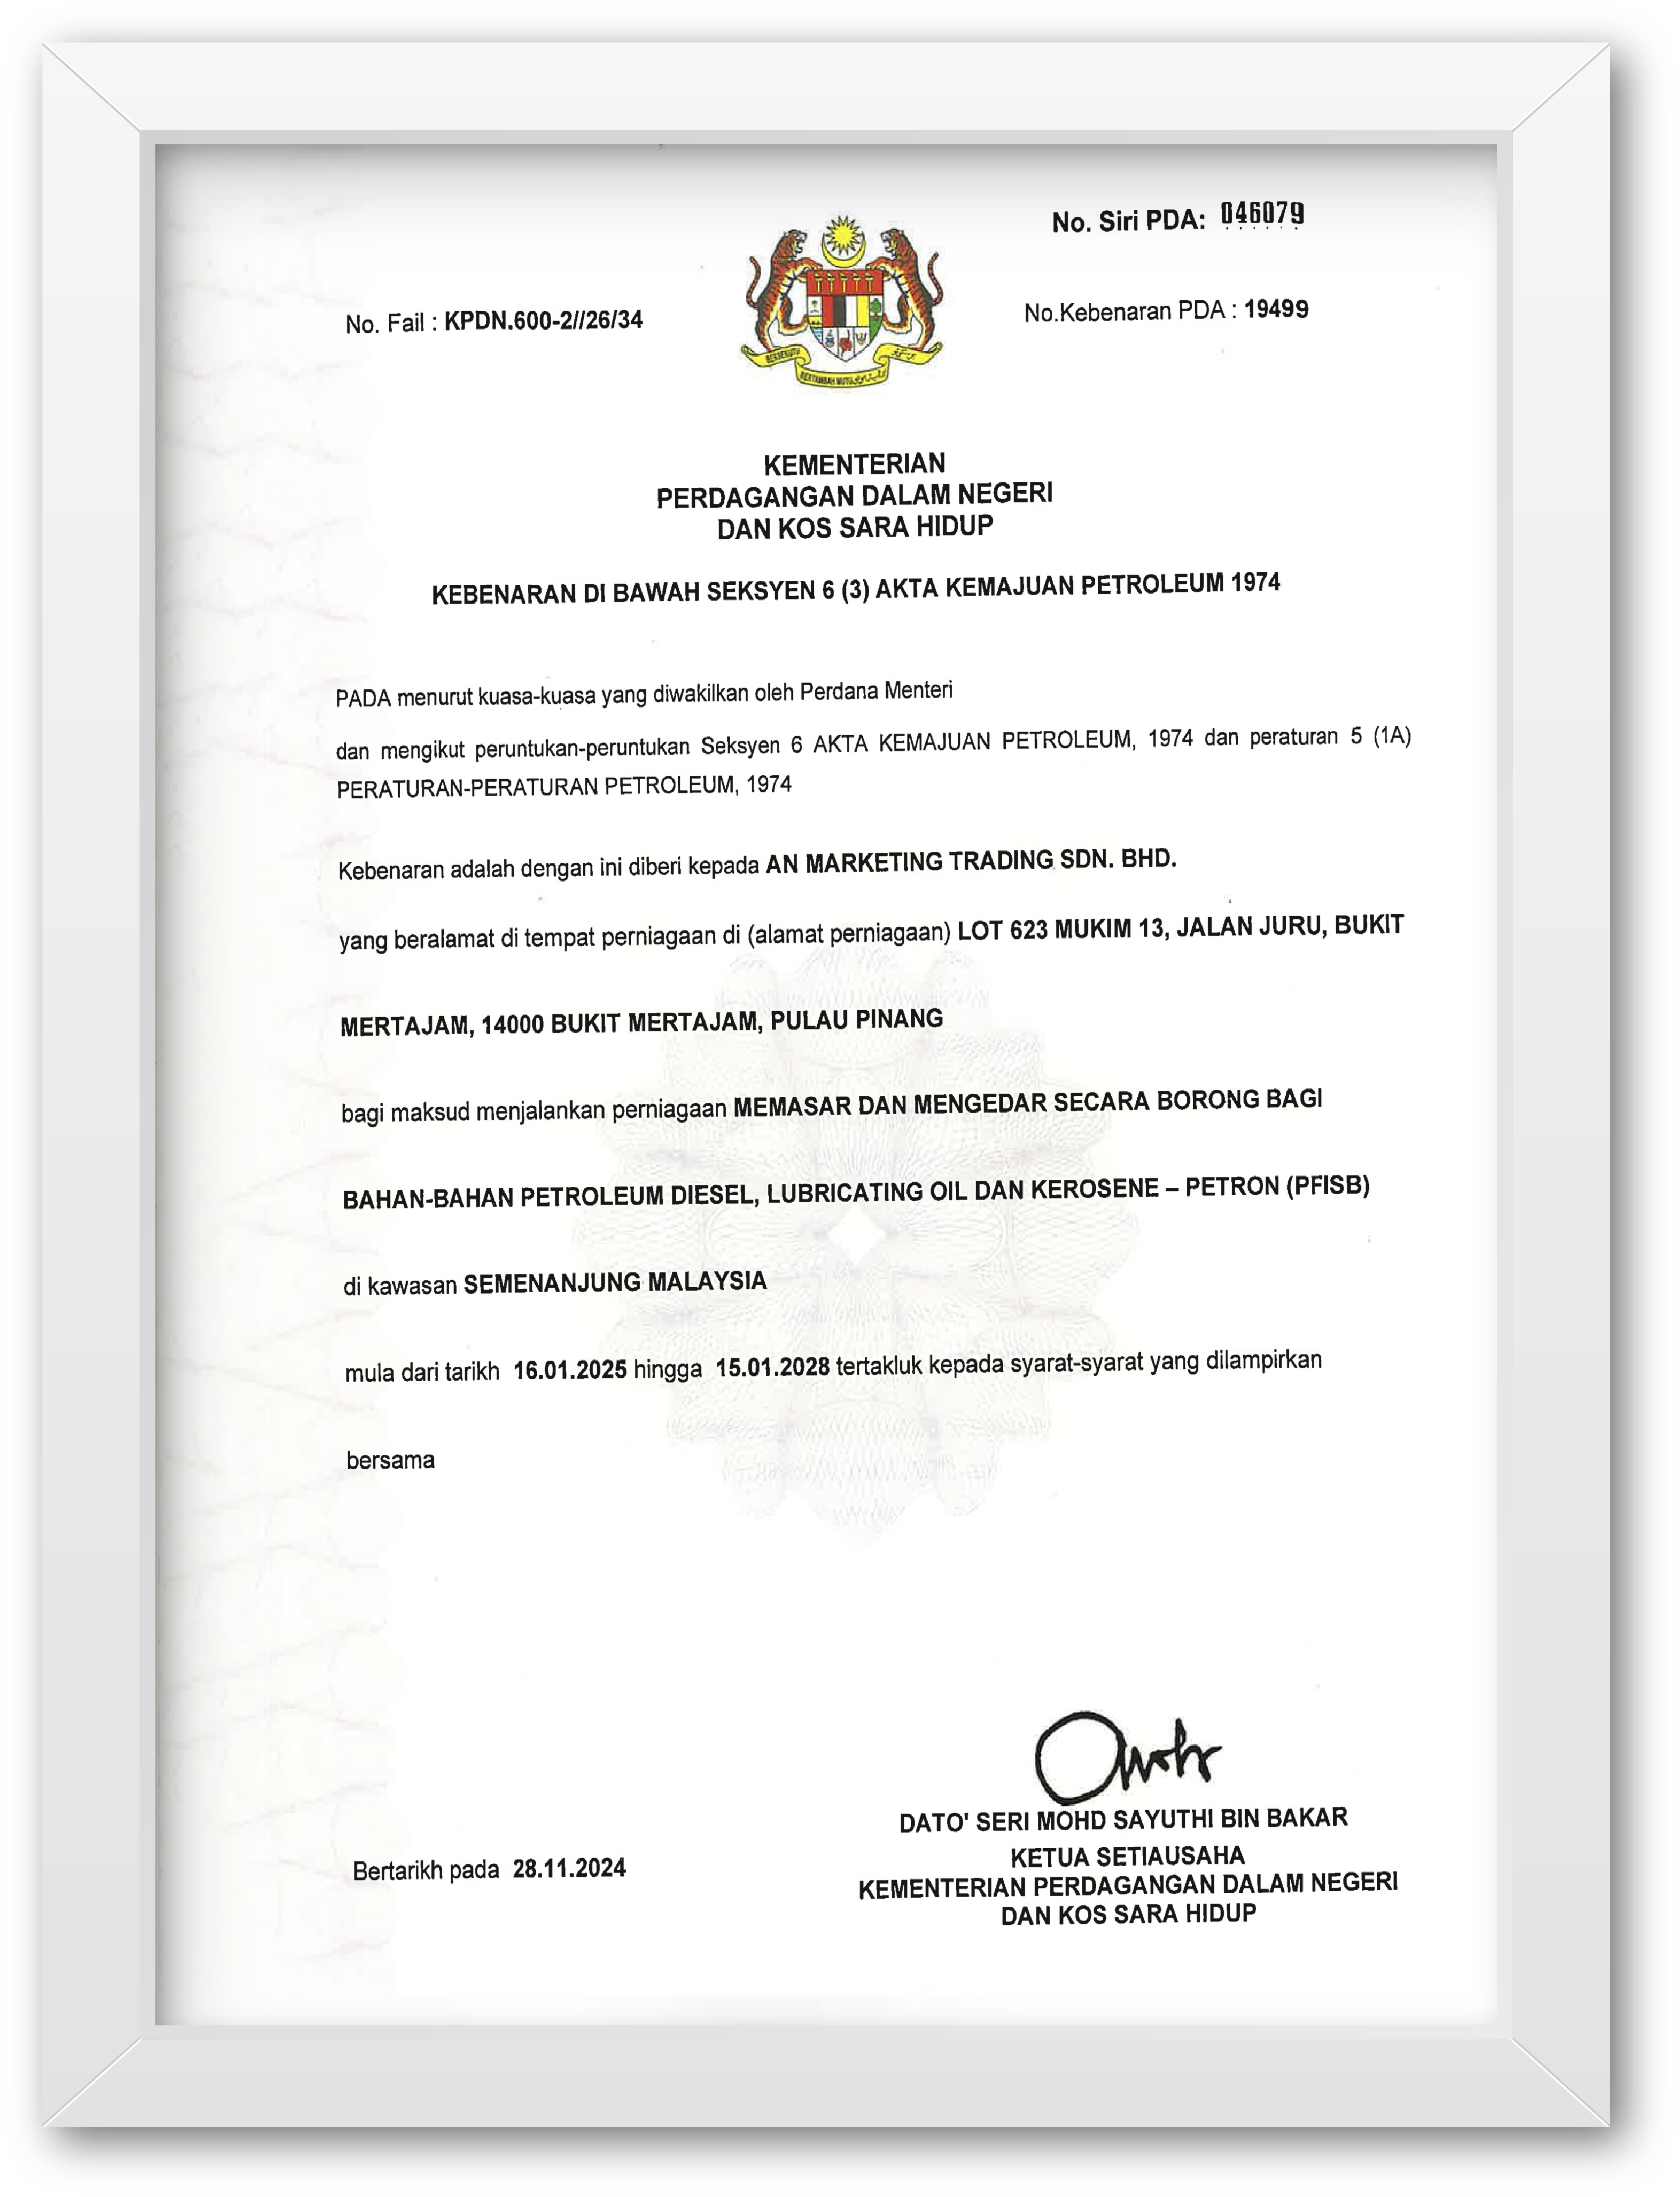 No. Siri PDA: 046079
No. Fail : KPDN.600-2//26/34
No.Kebenaran PDA : 19499
BERSEKUTU
BERTAMBAH MUTU
KEMENTERIAN
PERDAGANGAN DALAM NEGERI
DAN KOS SARA HIDUP
KEBENARAN DI BAWAH SEKSYEN 6 (3) AKTA KEMAJUAN PETROLEUM 1974
PADA menurut kuasa-kuasa yang diwakilkan oleh Perdana Menteri
dan mengikut peruntukan-peruntukan Seksyen 6 AKTA KEMAJUAN PETROLEUM, 1974 dan peraturan 5 (1A)
PERATURAN-PERATURAN PETROLEUM, 1974
Kebenaran adalah dengan ini diberi kepada AN MARKETING TRADING SDN. BHD.
yang beralamat di tempat perniagaan di (alamat perniagaan) LOT 623 MUKIM 13, JALAN JURU, BUKIT
MERTAJAM, 14000 BUKIT MERTAJAM, PULAU PINANG
bagi maksud menjalankan perniagaan MEMASAR DAN MENGEDAR SECARA BORONG BAGI
BAHAN-BAHAN PETROLEUM DIESEL, LUBRICATING OIL DAN KEROSENE – PETRON (PFISB)
di kawasan SEMENANJUNG MALAYSIA
mula dari tarikh 16.01.2025 hingga 15.01.2028 tertakluk kepada syarat-syarat yang dilampirkan
bersama
DATO' SERI MOHD SAYUTHI BIN BAKAR
KETUA SETIAUSAHA
KEMENTERIAN PERDAGANGAN DALAM NEGERI
DAN KOS SARA HIDUP
Bertarikh pada 28.11.2024